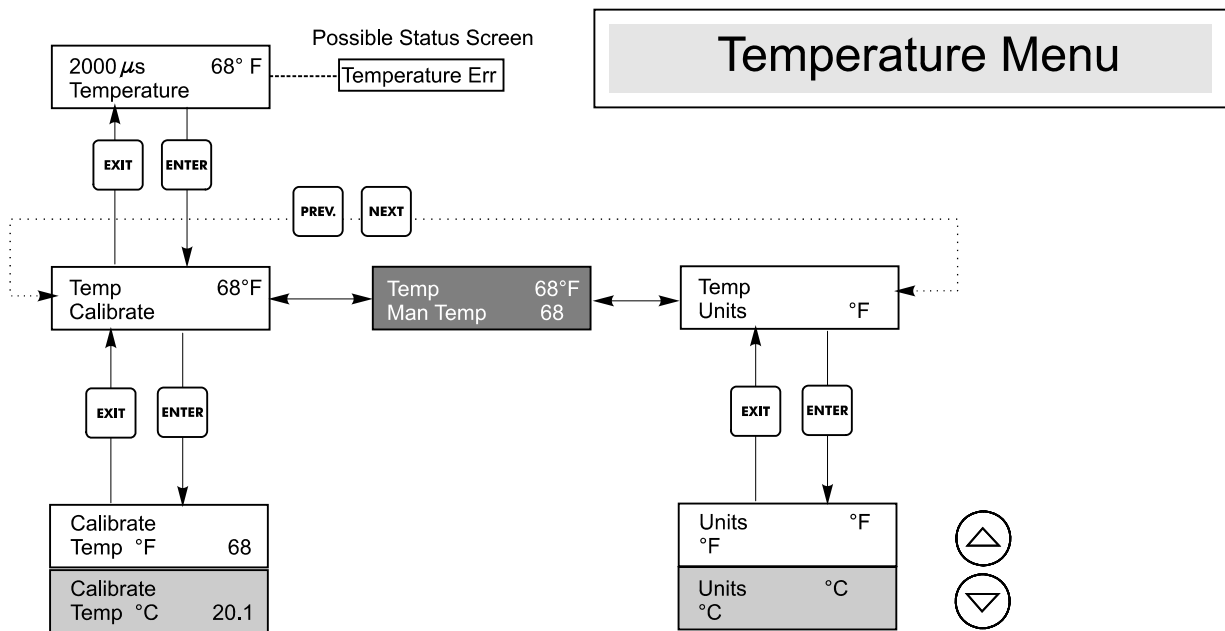 Temperature Menu
Possible Status Screen
2000 µs 68° F
Temperature
Temperature Err
EXIT
ENTER
PREV.
NEXT
Temp 68°F
Calibrate
Temp 68°F
Man Temp 68
Temp
Units °F
EXIT
ENTER
EXIT
ENTER
Calibrate
Temp °F 68
Calibrate
Temp °C 20.1
Units °F
°F
Units °C
°C